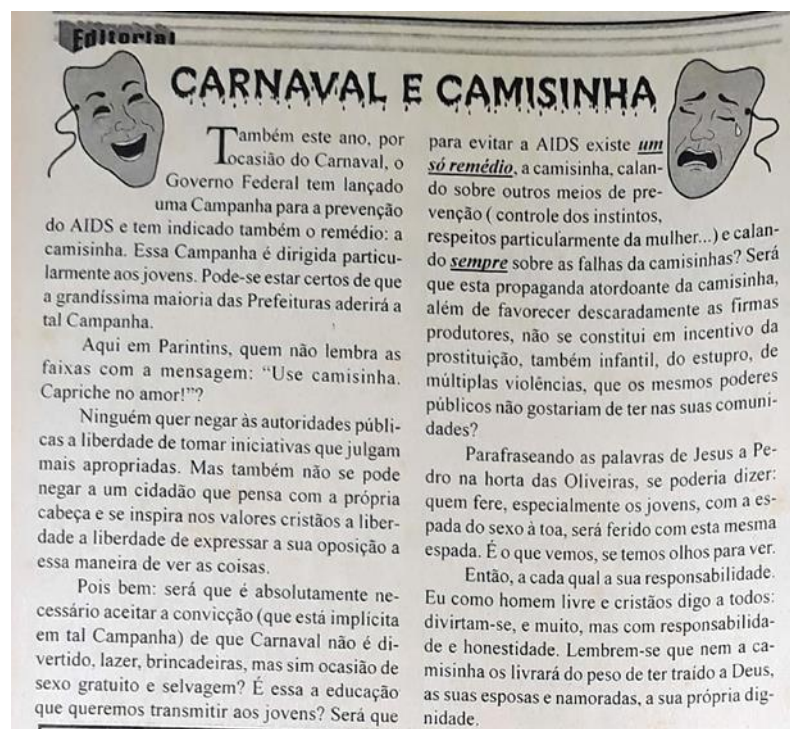 Editorial
CARNAVAL E CAMISINHA
Também este ano, por
ocasião do Carnaval, o
Governo Federal tem lançado
uma Campanha para a prevenção
do AIDS e tem indicado também o remédio: a
camisinha. Essa Campanha é dirigida particu-
larmente aos jovens. Pode-se estar certos de que
a grandíssima maioria das Prefeituras aderirá a
tal Campanha.
Aqui em Parintins, quem não lembra as
faixas com a mensagem: “Use camisinha.
Capriche no amor!”?
Ninguém quer negar às autoridades públi-
cas a liberdade de tomar iniciativas que julgam
mais apropriadas. Mas também não se pode
negar a um cidadão que pensa com a própria
cabeça e se inspira nos valores cristãos a liber-
dade a liberdade de expressar a sua oposição a
essa maneira de ver as coisas.
Pois bem: será que é absolutamente ne-
cessário aceitar a convicção (que está implícita
em tal Campanha) de que Carnaval não é di-
vertido, lazer, brincadeiras, mas sim ocasião de
sexo gratuito e selvagem? É essa a educação
que queremos transmitir aos jovens? Será que
para evitar a AIDS existe um
só remédio, a camisinha, calan-
do sobre outros meios de pre-
venção ( controle dos instintos,
respeitos particularmente da mulher...) e calan-
do sempre sobre as falhas da camisinhas? Será
que esta propaganda atordoante da camisinha,
além de favorecer descaradamente as firmas
produtores, não se constitui em incentivo da
prostituição, também infantil, do estupro, de
múltiplas violências, que os mesmos poderes
públicos não gostariam de ter nas suas comuni-
dades?
Parafraseando as palavras de Jesus a Pe-
dro na horta das Oliveiras, se poderia dizer:
quem fere, especialmente os jovens, com a es-
pada do sexo à toa, será ferido com esta mesma
espada. É o que vemos, se temos olhos para ver.
Então, a cada qual a sua responsabilidade.
Eu como homem livre e cristãos digo a todos:
divirtam-se, e muito, mas com responsabilida-
de e honestidade. Lembrem-se que nem a ca-
misinha os livrará do peso de ter traído a Deus,
as suas esposas e namoradas, a sua própria dig-
nidade.